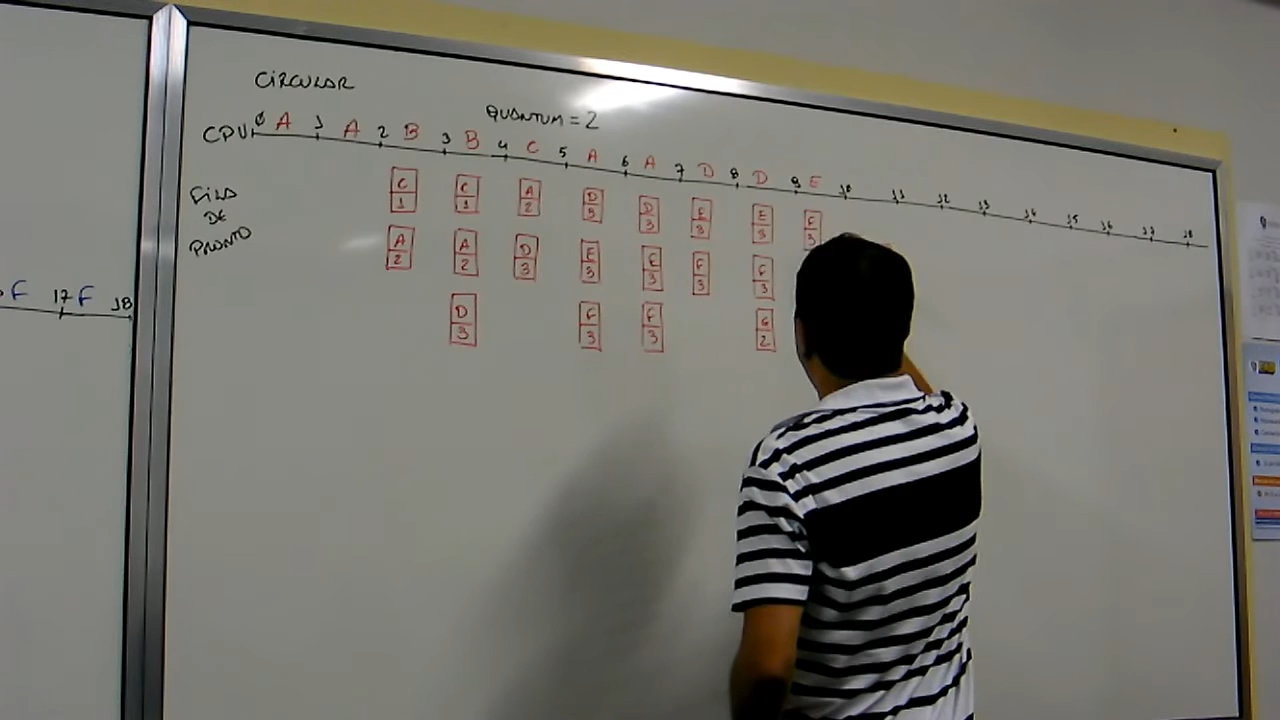 CIRCULAR
QUANTUM = 2
CPU 0 A 1 A 2 B 3 B 4 C 5 A 6 A 7 D 8 D 9 E 10 11 12 13 14 15 16 17 18
FILA
DE
PRONTO
C C A D D E E F
1 1 2 3 3 3 3 3
A A D E E F F
2 2 3 3 3 3 3
D F F G
3 3 3 2
F 17 F 18